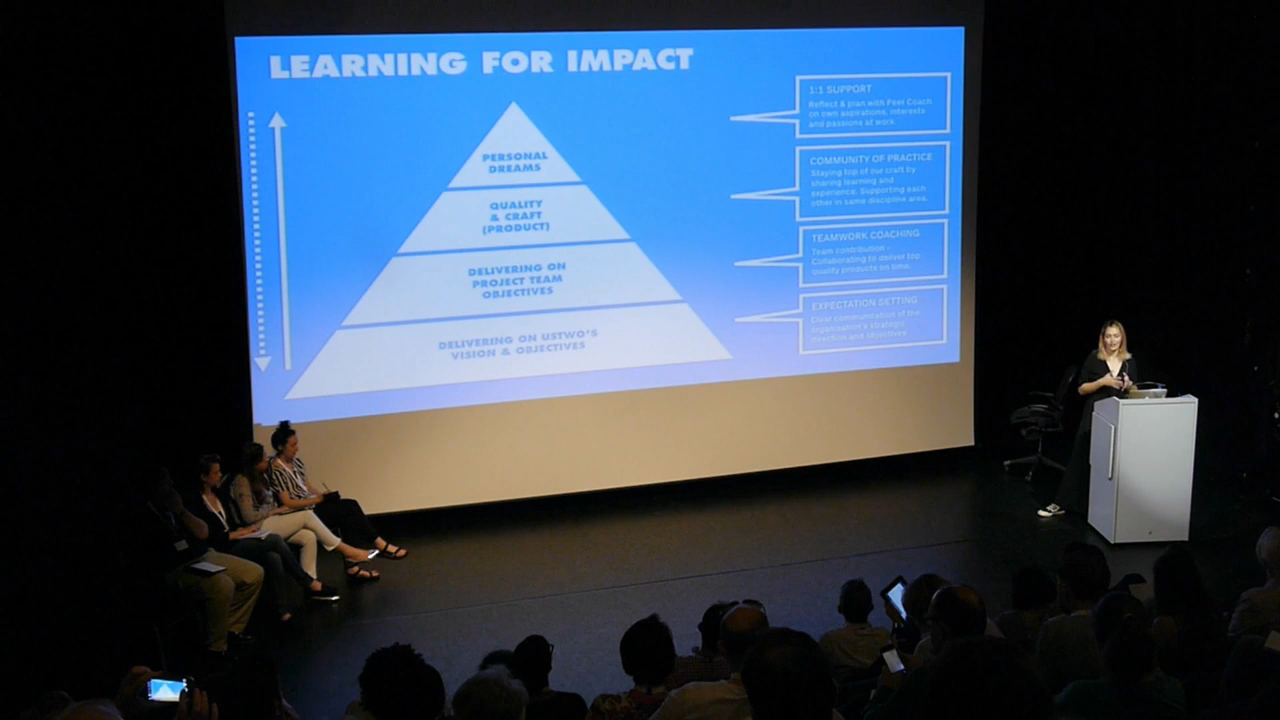 LEARNING FOR IMPACT
PERSONAL
DREAMS
QUALITY
& CRAFT
(PRODUCT)
DELIVERING ON
PROJECT TEAM
OBJECTIVES
DELIVERING ON USTWO'S
VISION & OBJECTIVES
1:1 SUPPORT
Reflect & plan with Peel Coach
on own aspirations, interests
and passions at work.
COMMUNITY OF PRACTICE
Staying top of our craft by
sharing learning and
experience. Supporting each
other in same discipline area.
TEAMWORK COACHING
Team contribution -
Collaborating to deliver top
quality products on time.
EXPECTATION SETTING
Clear communication of the
organisation's strategic
direction and objectives